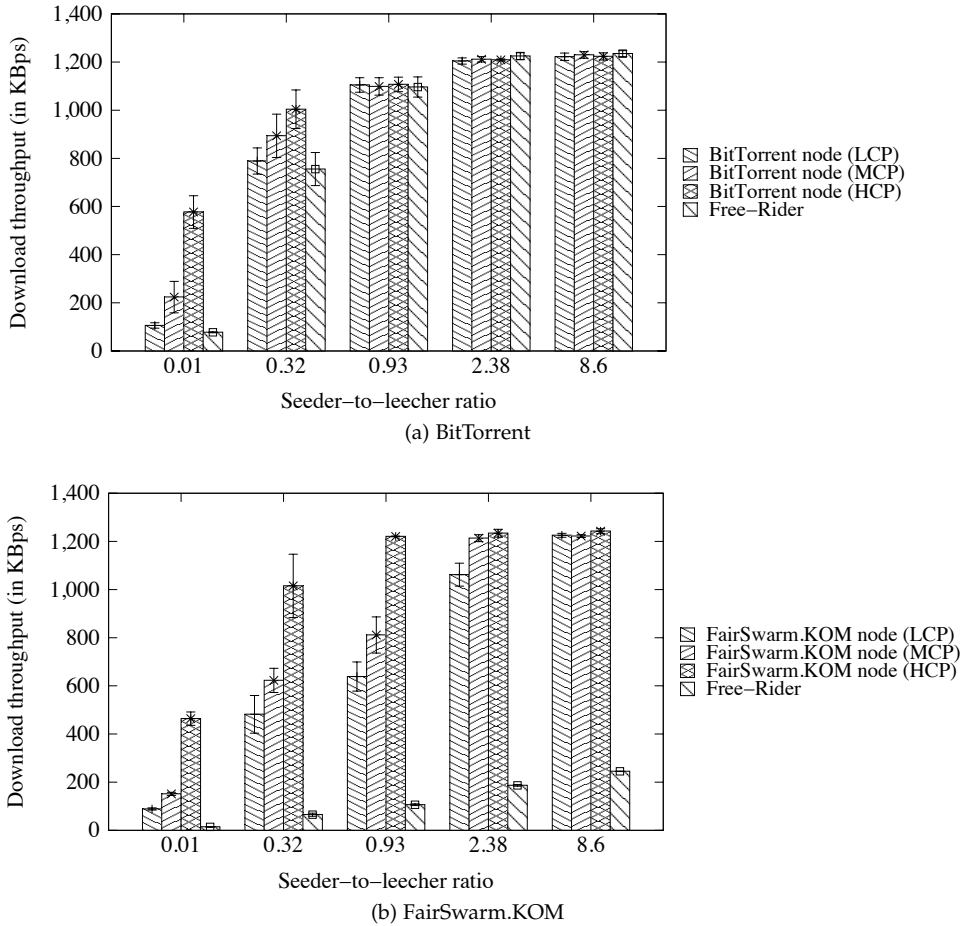 1,400
1,200
1,000
800
600
400
200
0
Download throughput (in KBps)
BitTorrent node (LCP)
BitTorrent node (MCP)
BitTorrent node (HCP)
Free−Rider
0.01 0.32 0.93 2.38 8.6
Seeder−to−leecher ratio
(a) BitTorrent
1,400
1,200
1,000
800
600
400
200
0
Download throughput (in KBps)
FairSwarm.KOM node (LCP)
FairSwarm.KOM node (MCP)
FairSwarm.KOM node (HCP)
Free−Rider
0.01 0.32 0.93 2.38 8.6
Seeder−to−leecher ratio
(b) FairSwarm.KOM